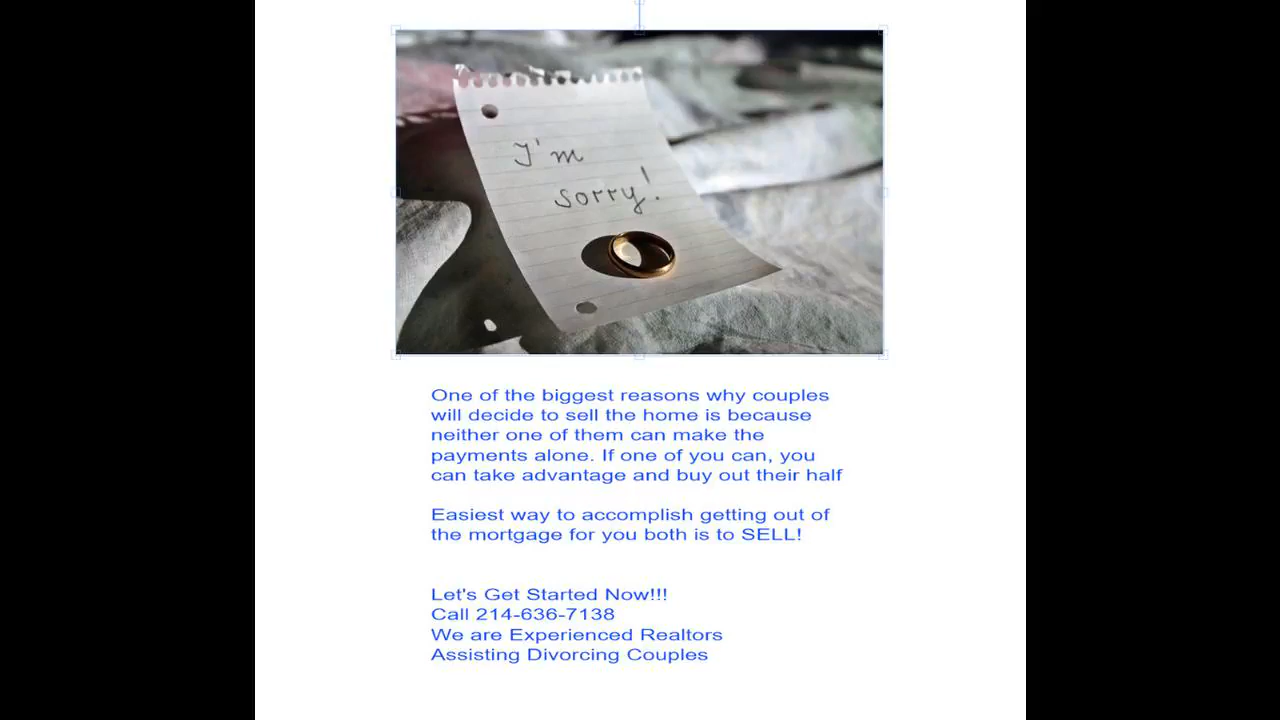 I'm
sorry!
One of the biggest reasons why couples
will decide to sell the home is because
neither one of them can make the
payments alone. If one of you can, you
can take advantage and buy out their half
Easiest way to accomplish getting out of
the mortgage for you both is to SELL!
Let's Get Started Now!!!
Call 214-636-7138
We are Experienced Realtors
Assisting Divorcing Couples